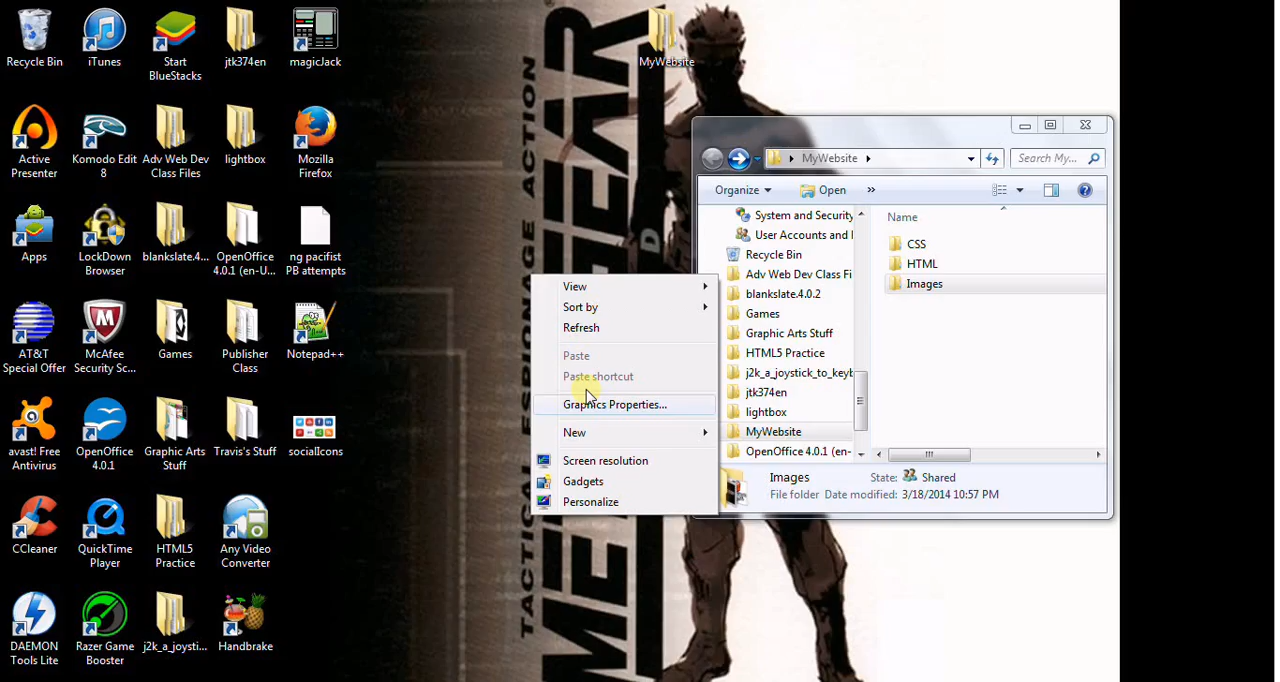 Recycle Bin
iTunes
Start
BlueStacks
jtk374en
magicJack
MyWebsite
Active
Presenter
Komodo Edit
8
Adv Web Dev
Class Files
lightbox
Mozilla
Firefox
Apps
LockDown
Browser
blankslate.4....
OpenOffice
4.0.1 (en-U...
ng pacifist
PB attempts
AT&T
Special Offer
McAfee
Security Sc...
Games
Publisher
Class
Notepad++
avast! Free
Antivirus
OpenOffice
4.0.1
Graphic Arts
Stuff
Travis's Stuff
socialIcons
CCleaner
QuickTime
Player
HTML5
Practice
Any Video
Converter
DAEMON
Tools Lite
Razer Game
Booster
j2k_a_joysti...
Handbrake
TACTICAL ESPIONAGE ACTION
View
Sort by
Refresh
Paste
Paste shortcut
Graphics Properties...
New
Screen resolution
Gadgets
Personalize
MyWebsite
Search My...
Organize
Open
»
System and Security
User Accounts and
Recycle Bin
Adv Web Dev Class Fi
blankslate.4.0.2
Games
Graphic Arts Stuff
HTML5 Practice
j2k_a_joystick_to_keyb
jtk374en
lightbox
MyWebsite
OpenOffice 4.0.1 (en-
Name
CSS
HTML
Images
Images
State: Shared
File folder Date modified: 3/18/2014 10:57 PM